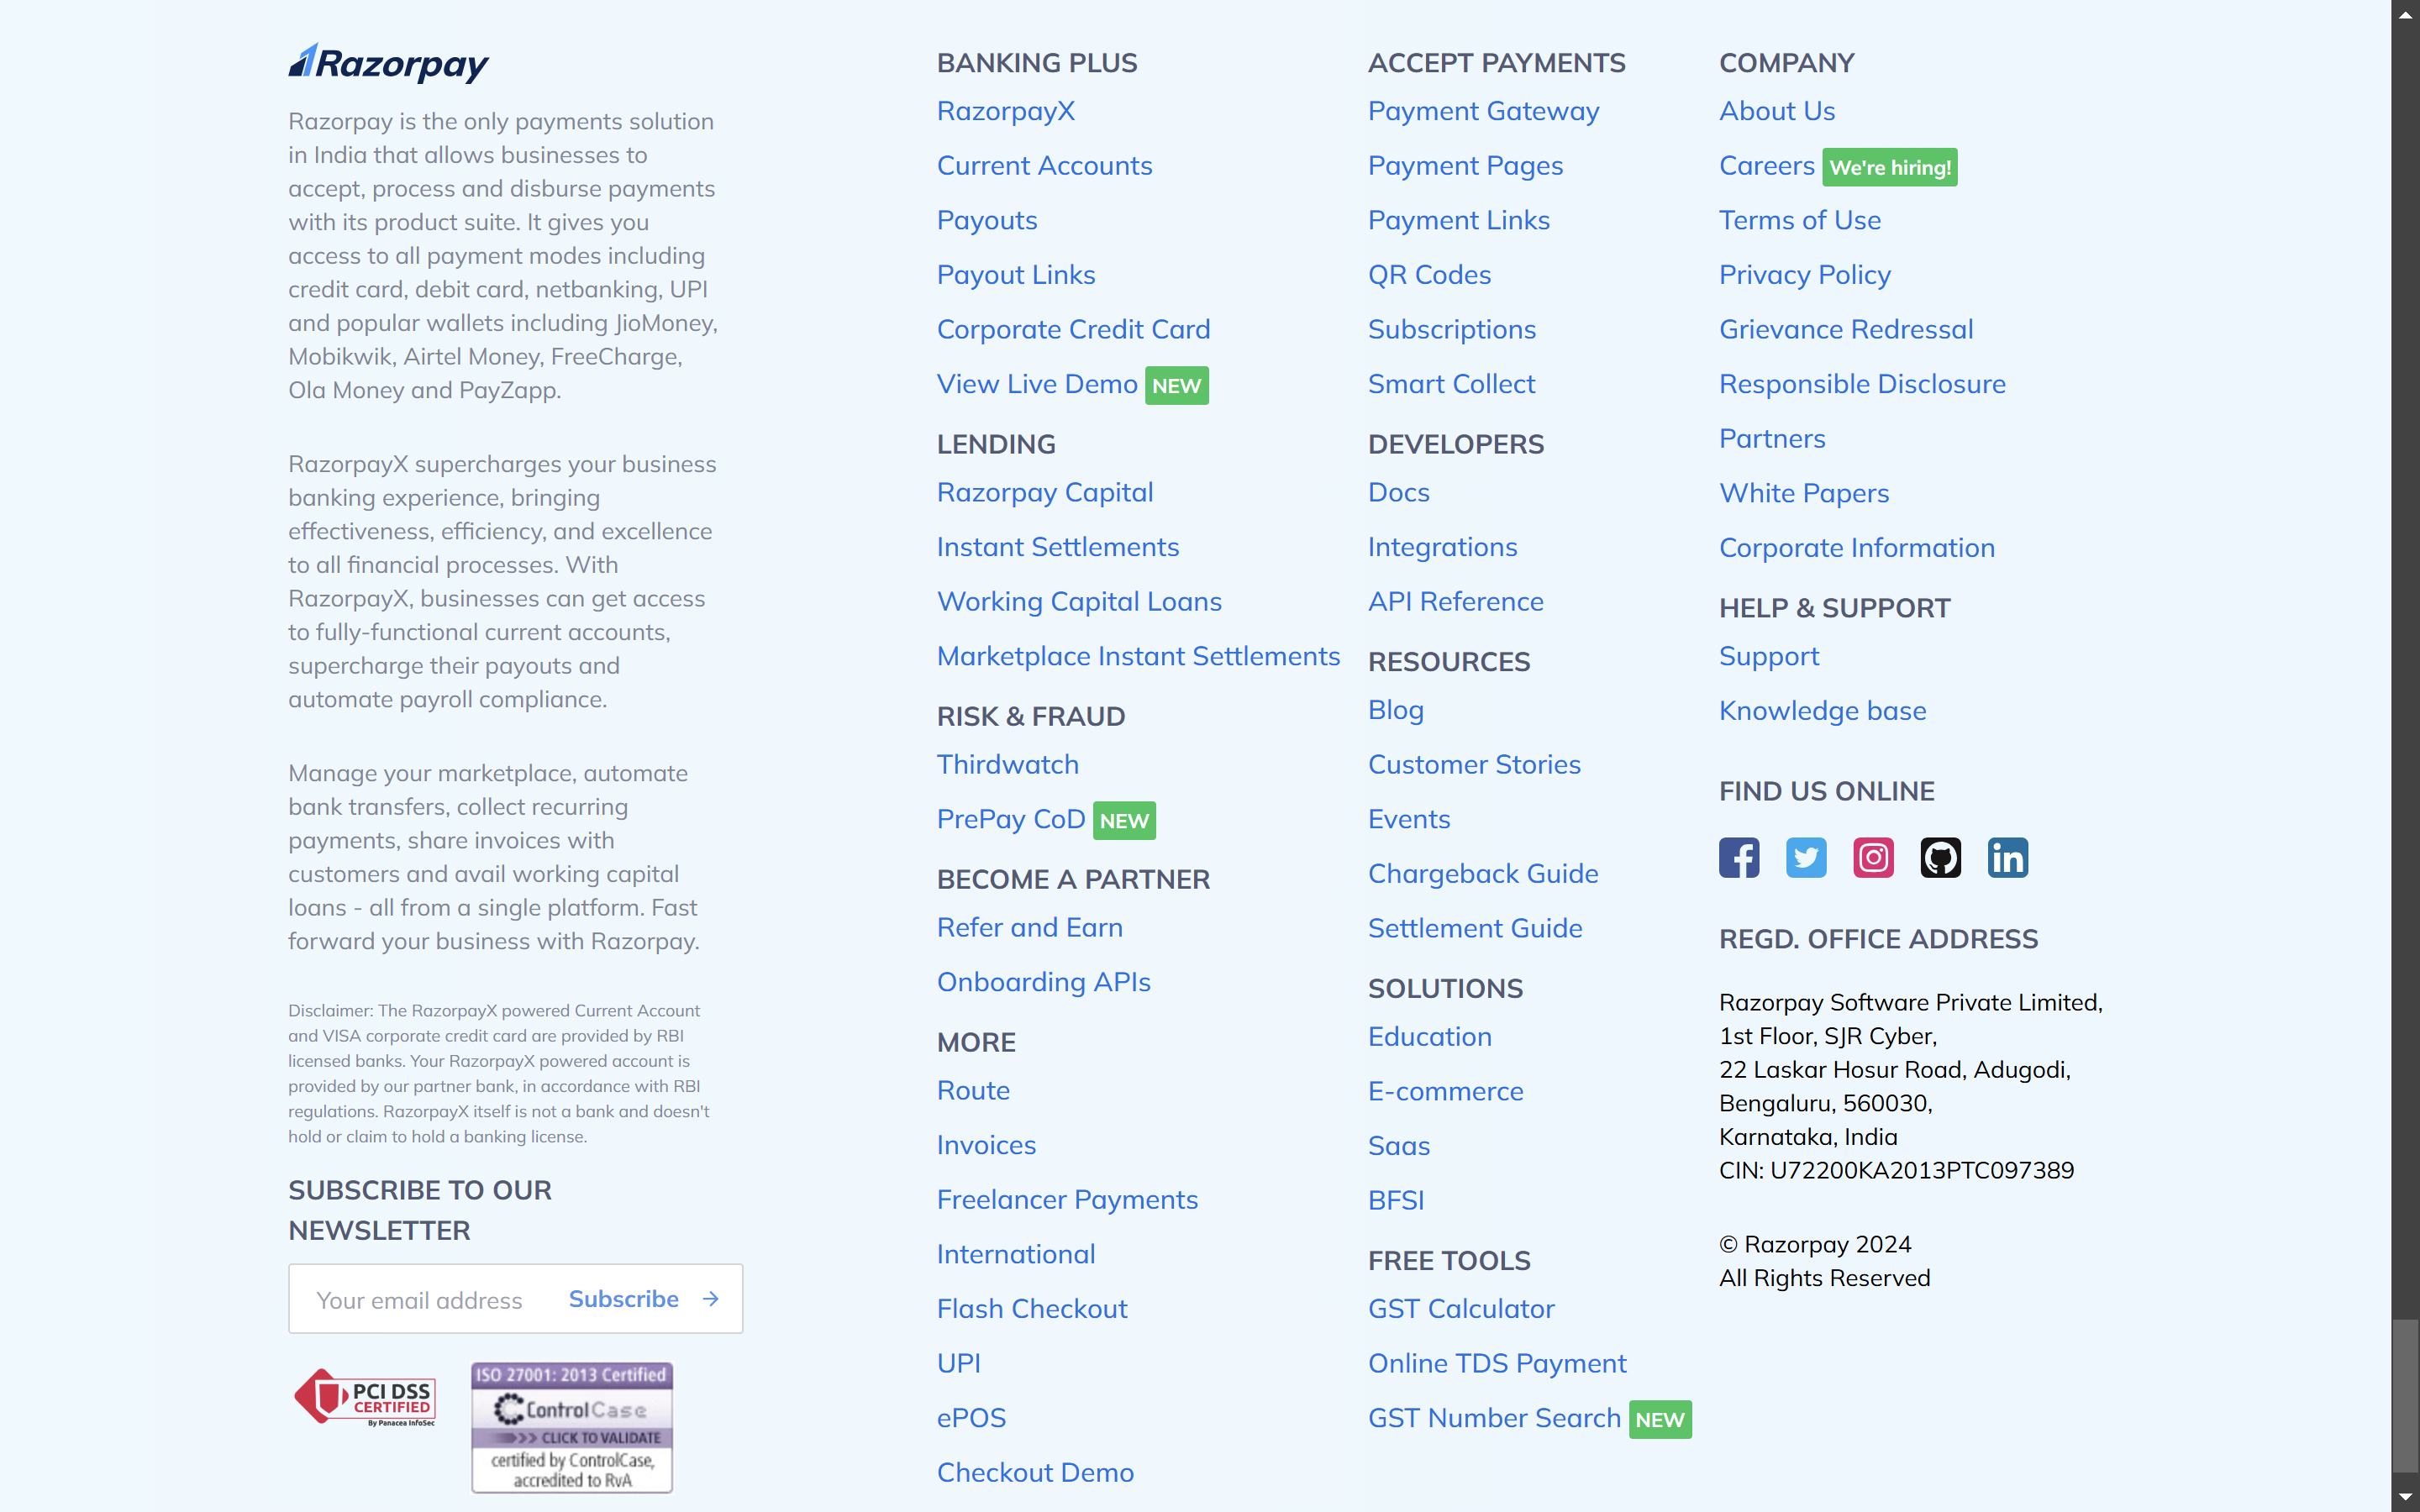 Razorpay
Razorpay is the only payments solution
in India that allows businesses to
accept, process and disburse payments
with its product suite. It gives you
access to all payment modes including
credit card, debit card, netbanking, UPI
and popular wallets including JioMoney,
Mobikwik, Airtel Money, FreeCharge,
Ola Money and PayZapp.
RazorpayX supercharges your business
banking experience, bringing
effectiveness, efficiency, and excellence
to all financial processes. With
RazorpayX, businesses can get access
to fully-functional current accounts,
supercharge their payouts and
automate payroll compliance.
Manage your marketplace, automate
bank transfers, collect recurring
payments, share invoices with
customers and avail working capital
loans - all from a single platform. Fast
forward your business with Razorpay.
Disclaimer: The RazorpayX powered Current Account
and VISA corporate credit card are provided by RBI
licensed banks. Your RazorpayX powered account is
provided by our partner bank, in accordance with RBI
regulations. RazorpayX itself is not a bank and doesn't
hold or claim to hold a banking license.
SUBSCRIBE TO OUR
NEWSLETTER
Your email address Subscribe →
PCI DSS
CERTIFIED
By Panacea InfoSec
ISO 27001: 2013 Certified
ControlCase
>>> CLICK TO VALIDATE
certified by ControlCase,
accredited to RvA
BANKING PLUS
RazorpayX
Current Accounts
Payouts
Payout Links
Corporate Credit Card
View Live Demo NEW
LENDING
Razorpay Capital
Instant Settlements
Working Capital Loans
Marketplace Instant Settlements
RISK & FRAUD
Thirdwatch
PrePay CoD NEW
BECOME A PARTNER
Refer and Earn
Onboarding APIs
MORE
Route
Invoices
Freelancer Payments
International
Flash Checkout
UPI
ePOS
Checkout Demo
ACCEPT PAYMENTS
Payment Gateway
Payment Pages
Payment Links
QR Codes
Subscriptions
Smart Collect
DEVELOPERS
Docs
Integrations
API Reference
RESOURCES
Blog
Customer Stories
Events
Chargeback Guide
Settlement Guide
SOLUTIONS
Education
E-commerce
Saas
BFSI
FREE TOOLS
GST Calculator
Online TDS Payment
GST Number Search NEW
COMPANY
About Us
Careers We're hiring!
Terms of Use
Privacy Policy
Grievance Redressal
Responsible Disclosure
Partners
White Papers
Corporate Information
HELP & SUPPORT
Support
Knowledge base
FIND US ONLINE
REGD. OFFICE ADDRESS
Razorpay Software Private Limited,
1st Floor, SJR Cyber,
22 Laskar Hosur Road, Adugodi,
Bengaluru, 560030,
Karnataka, India
CIN: U72200KA2013PTC097389
© Razorpay 2024
All Rights Reserved